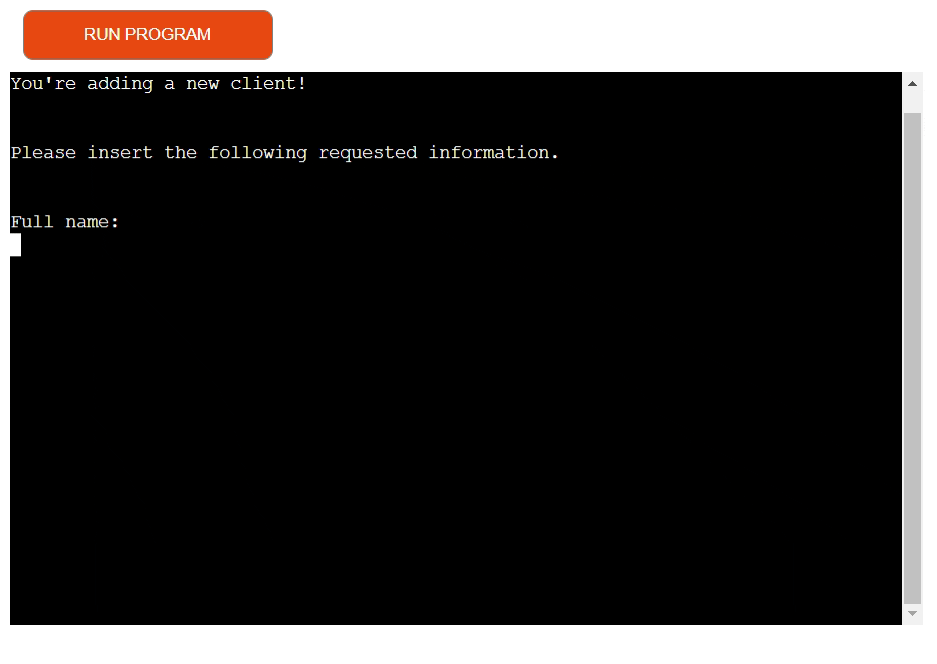 RUN PROGRAM
You're adding a new client!
Please insert the following requested information.
Full name: